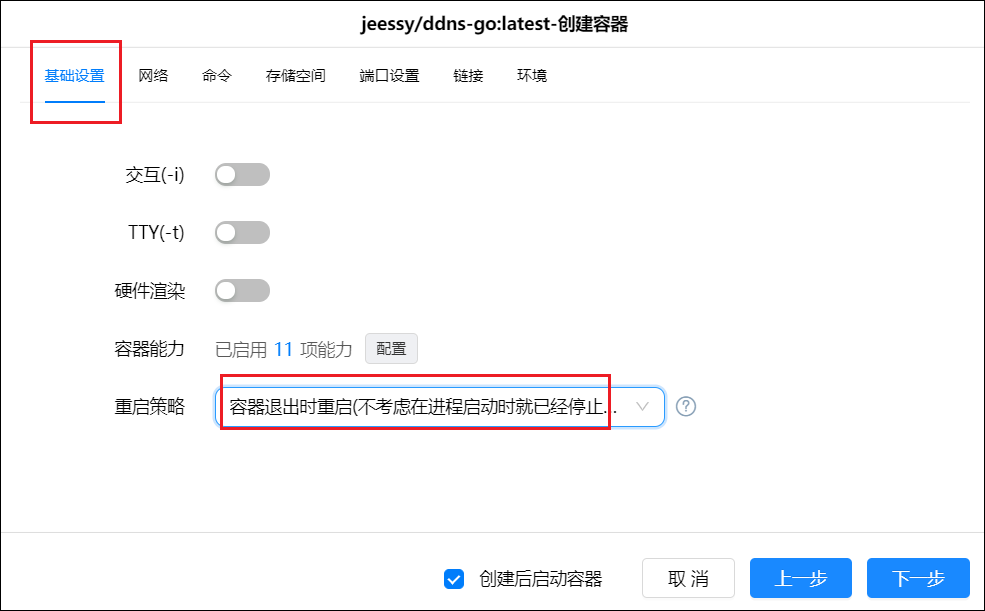 jeessy/ddns-go:latest-创建容器
基础设置 网络 命令 存储空间 端口设置 链接 环境
交互(-i)
TTY(-t)
硬件渲染
容器能力 已启用 11 项能力 配置
重启策略 容器退出时重启(不考虑在进程启动时就已经停止...
创建后启动容器 取消 上一步 下一步